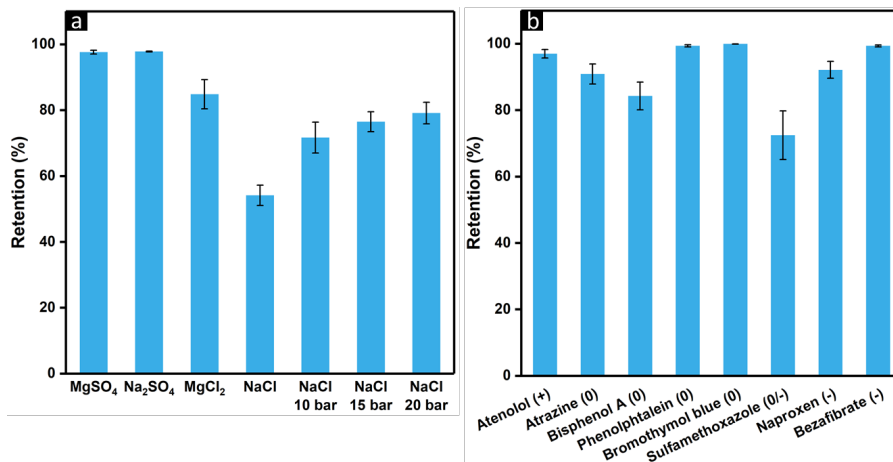 a
Retention (%)
100
80
60
40
20
0
MgSO₄ Na₂SO₄ MgCl₂ NaCl NaCl NaCl NaCl
10 bar 15 bar 20 bar
b
Retention (%)
100
80
60
40
20
0
Atenolol (+)
Atrazine (0)
Bisphenol A (0)
Phenolphtalein (0)
Bromothymol blue (0)
Sulfamethoxazole (0/-)
Naproxen (-)
Bezafibrate (-)